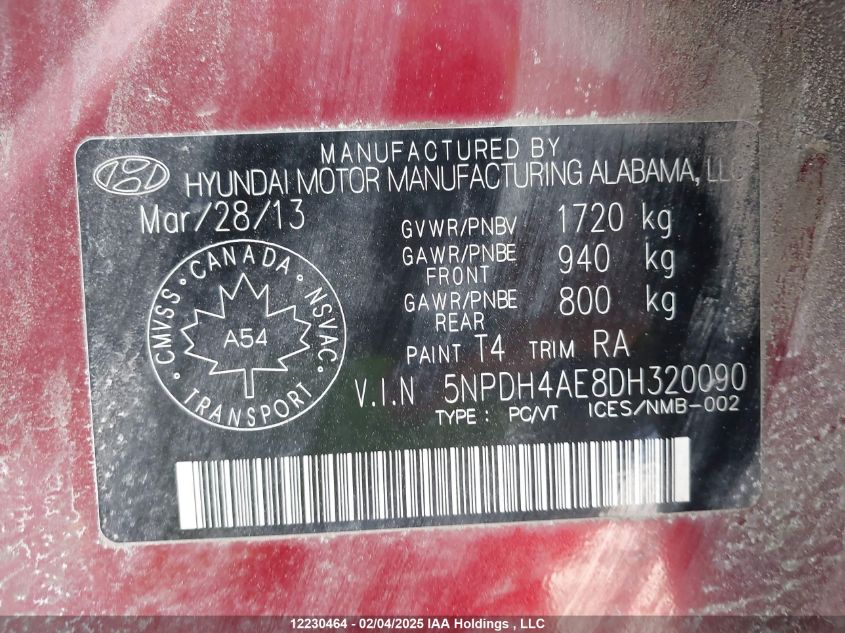 MANUFACTURED BY
HYUNDAI MOTOR MANUFACTURING ALABAMA, LLC
Mar/28/13
GVWR/PNBV 1720 kg
GAWR/PNBE FRONT 940 kg
GAWR/PNBE REAR 800 kg
PAINT T4 TRIM RA
V.I.N 5NPDH4AE8DH320090
TYPE : PC/VT ICES/NMB-002
CANADA
CMVSS NSVAC
A54
TRANSPORT
12230464 - 02/04/2025 IAA Holdings , LLC